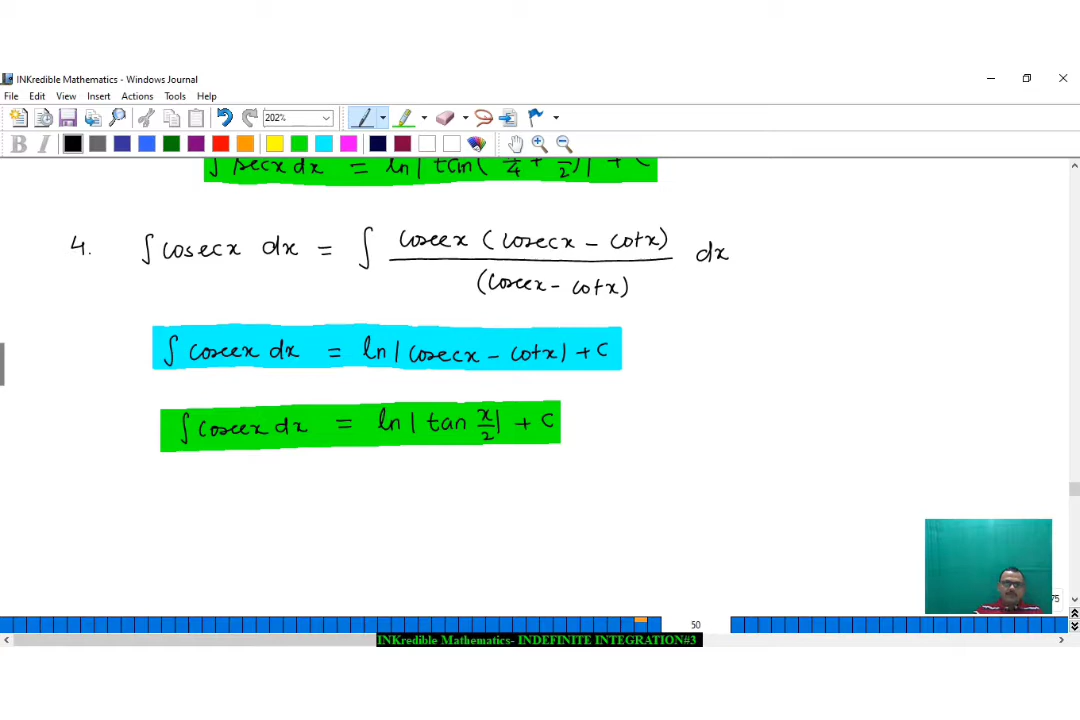 INKredible Mathematics - Windows Journal
File Edit View Insert Actions Tools Help
202%
B I
∫ secx dx = ln| tan( π/4 + x/2 )| + C
4. ∫ cosecx dx = ∫ cosecx (cosecx - cotx) / (cosecx - cotx) dx
∫ cosecx dx = ln| cosecx - cotx| + C
∫ cosecx dx = ln| tan x/2 | + C
75
50
INKredible Mathematics- INDEFINITE INTEGRATION#3